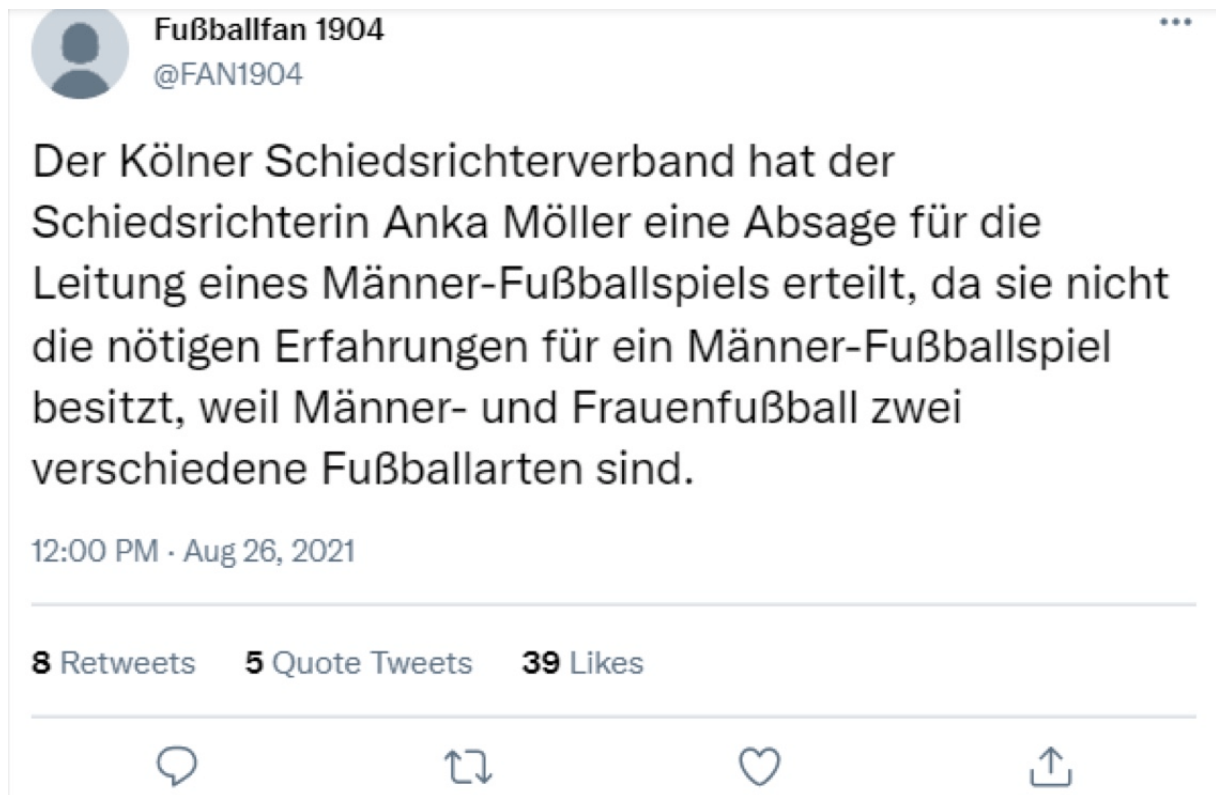 Fußballfan 1904
@FAN1904
Der Kölner Schiedsrichterverband hat der
Schiedsrichterin Anka Möller eine Absage für die
Leitung eines Männer-Fußballspiels erteilt, da sie nicht
die nötigen Erfahrungen für ein Männer-Fußballspiel
besitzt, weil Männer- und Frauenfußball zwei
verschiedene Fußballarten sind.
12:00 PM · Aug 26, 2021
8 Retweets 5 Quote Tweets 39 Likes